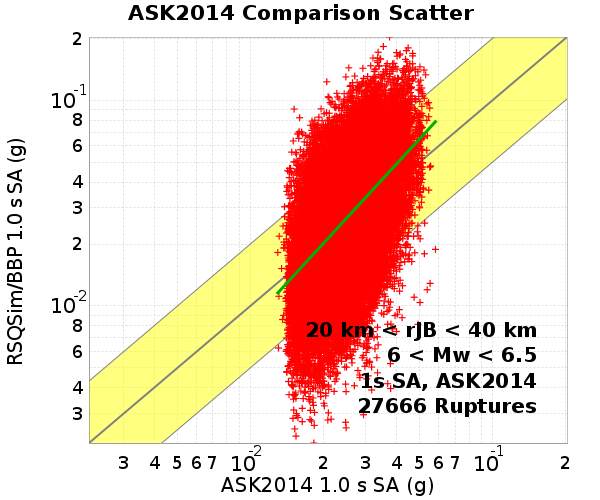 ASK2014 Comparison Scatter
RSQSim/BBP 1.0 s SA (g)
2
10-1
8
6
4
3
2
10-2
8
6
4
3
20 km < rJB < 40 km
6 < Mw < 6.5
1s SA, ASK2014
27666 Ruptures
3 4 5 6 7 10-2 2 3 4 5 6 7 10-1 2
ASK2014 1.0 s SA (g)